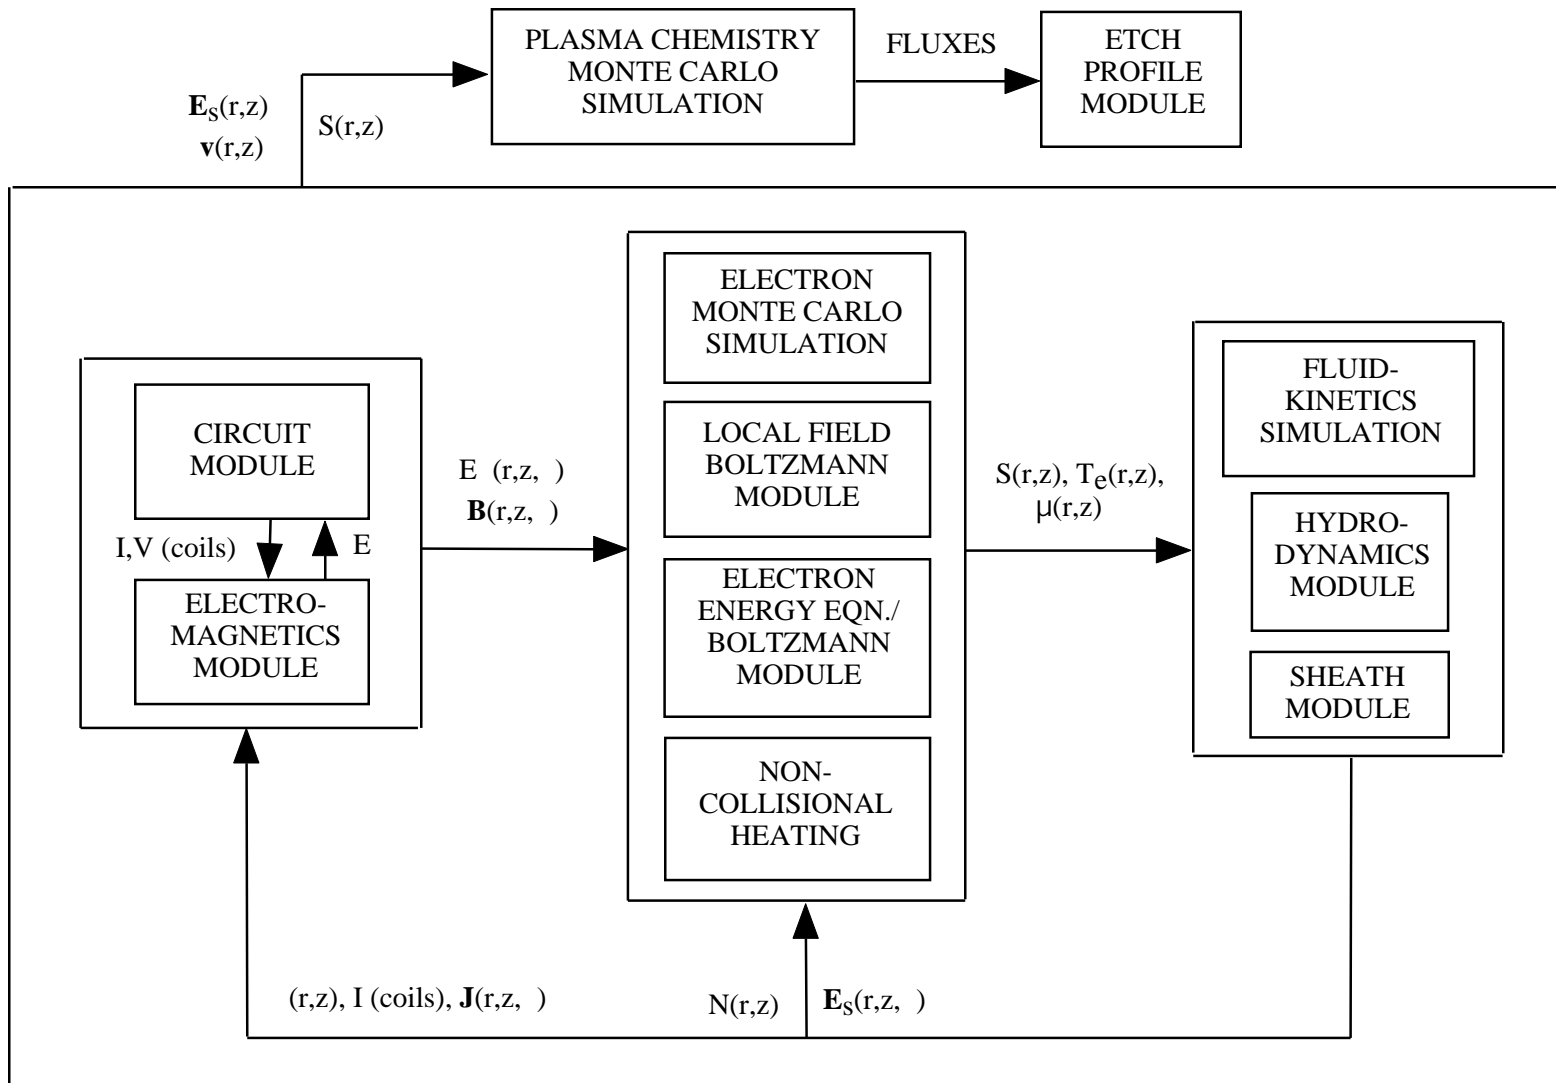 PLASMA CHEMISTRY
MONTE CARLO
SIMULATION
FLUXES
ETCH
PROFILE
MODULE
E_s(r,z)
v(r,z)
S(r,z)
CIRCUIT
MODULE
I,V (coils)
E
ELECTRO-
MAGNETICS
MODULE
E (r,z, )
B(r,z, )
ELECTRON
MONTE CARLO
SIMULATION
LOCAL FIELD
BOLTZMANN
MODULE
ELECTRON
ENERGY EQN./
BOLTZMANN
MODULE
NON-
COLLISIONAL
HEATING
S(r,z), T_e(r,z),
μ(r,z)
FLUID-
KINETICS
SIMULATION
HYDRO-
DYNAMICS
MODULE
SHEATH
MODULE
(r,z), I (coils), J(r,z, )
N(r,z)
E_s(r,z, )